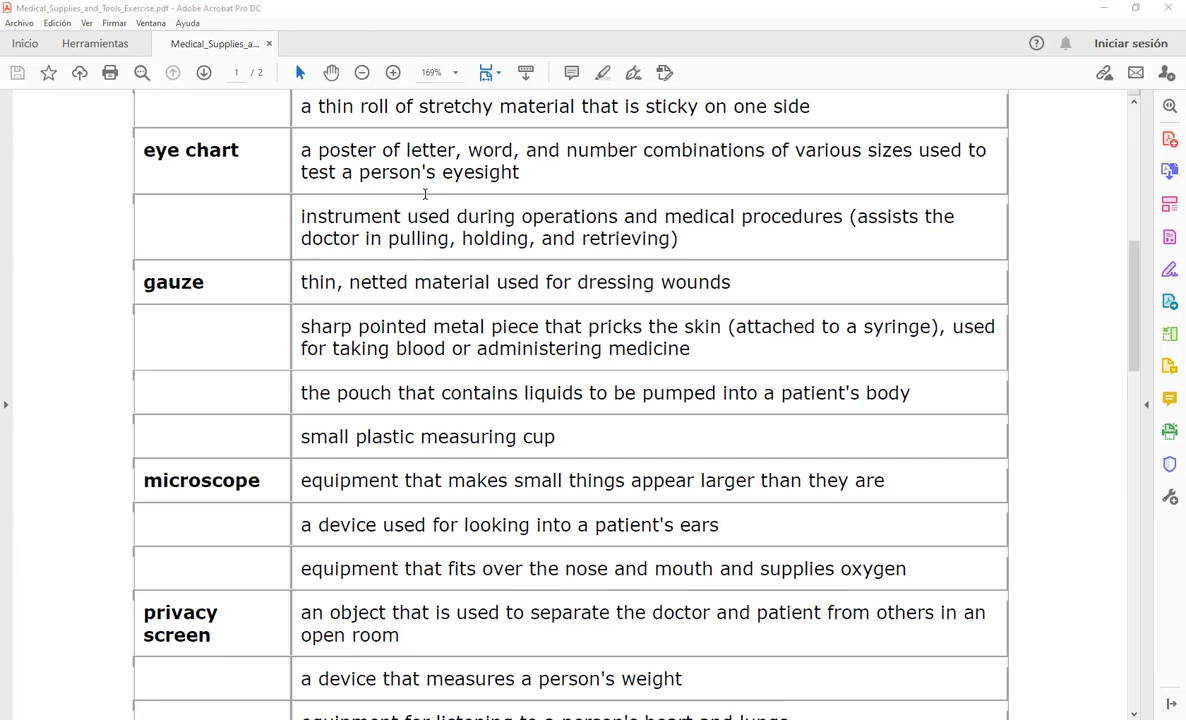 Medical_Supplies_and_Tools_Exercise.pdf - Adobe Acrobat Pro DC
Archivo Edición Ver Firmar Ventana Ayuda
Inicio Herramientas Medical_Supplies_a... × Iniciar sesión
1 / 2 169%
a thin roll of stretchy material that is sticky on one side
eye chart a poster of letter, word, and number combinations of various sizes used to
test a person's eyesight
instrument used during operations and medical procedures (assists the
doctor in pulling, holding, and retrieving)
gauze thin, netted material used for dressing wounds
sharp pointed metal piece that pricks the skin (attached to a syringe), used
for taking blood or administering medicine
the pouch that contains liquids to be pumped into a patient's body
small plastic measuring cup
microscope equipment that makes small things appear larger than they are
a device used for looking into a patient's ears
equipment that fits over the nose and mouth and supplies oxygen
privacy an object that is used to separate the doctor and patient from others in an
screen open room
a device that measures a person's weight
equipment for listening to a person's heart and lungs